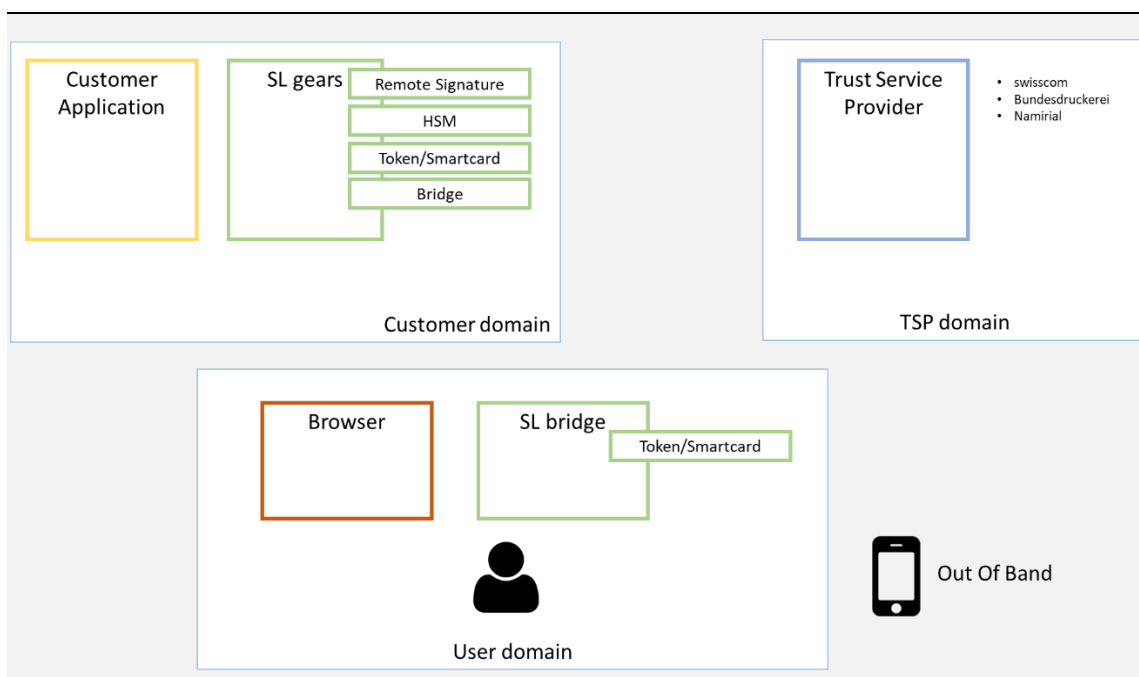 Customer
Application
SL gears
Remote Signature
HSM
Token/Smartcard
Bridge
Customer domain
Trust Service
Provider
• swisscom
• Bundesdruckerei
• Namirial
TSP domain
Browser
SL bridge
Token/Smartcard
User domain
Out Of Band